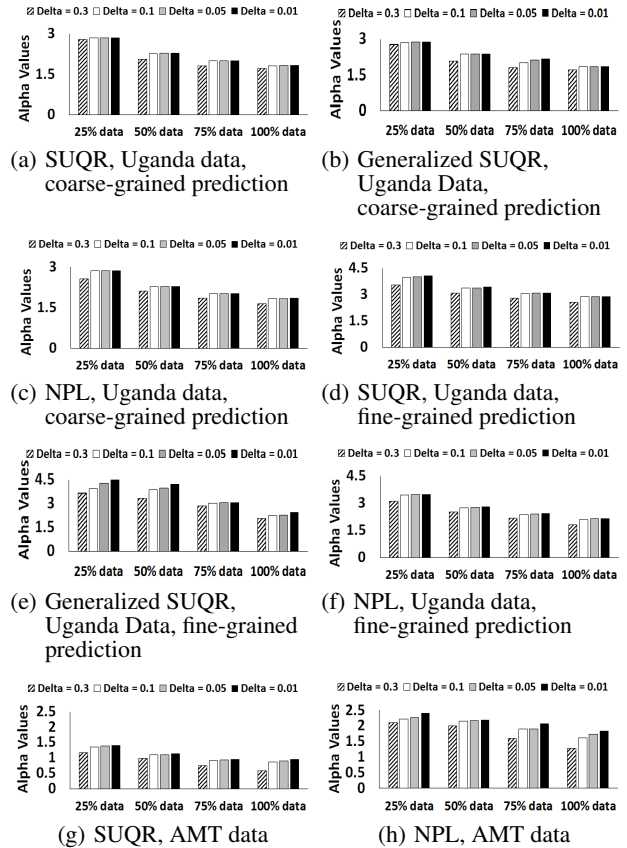 Delta = 0.3 Delta = 0.1 Delta = 0.05 Delta = 0.01
Alpha Values
3
1.5
0
25% data 50% data 75% data 100% data
(a) SUQR, Uganda data,
coarse-grained prediction
Delta = 0.3 Delta = 0.1 Delta = 0.05 Delta = 0.01
Alpha Values
3
1.5
0
25% data 50% data 75% data 100% data
(b) Generalized SUQR,
Uganda Data,
coarse-grained prediction
Delta = 0.3 Delta = 0.1 Delta = 0.05 Delta = 0.01
Alpha Values
3
1.5
0
25% data 50% data 75% data 100% data
(c) NPL, Uganda data,
coarse-grained prediction
Delta = 0.3 Delta = 0.1 Delta = 0.05 Delta = 0.01
Alpha Values
4.5
3
1.5
0
25% data 50% data 75% data 100% data
(d) SUQR, Uganda data,
fine-grained prediction
Delta = 0.3 Delta = 0.1 Delta = 0.05 Delta = 0.01
Alpha Values
4.5
3
1.5
0
25% data 50% data 75% data 100% data
(e) Generalized SUQR,
Uganda Data, fine-grained
prediction
Delta = 0.3 Delta = 0.1 Delta = 0.05 Delta = 0.01
Alpha Values
4.5
3
1.5
0
25% data 50% data 75% data 100% data
(f) NPL, Uganda data,
fine-grained prediction
Delta = 0.3 Delta = 0.1 Delta = 0.05 Delta = 0.01
Alpha Values
2.5
2
1.5
1
0.5
0
25% data 50% data 75% data 100% data
(g) SUQR, AMT data
Delta = 0.3 Delta = 0.1 Delta = 0.05 Delta = 0.01
Alpha Values
2.5
2
1.5
1
0.5
0
25% data 50% data 75% data 100% data
(h) NPL, AMT data